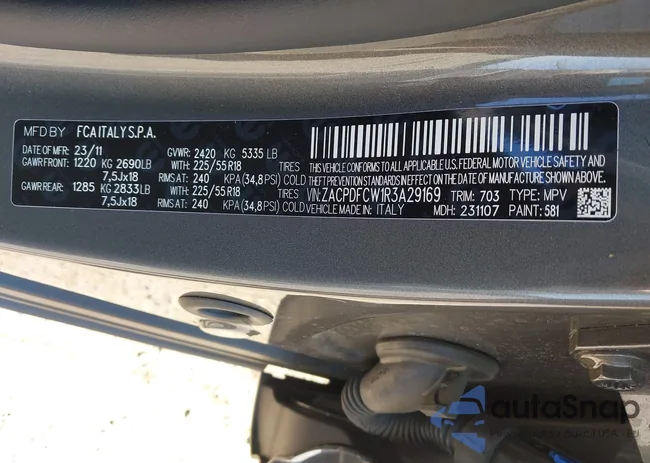 MFD BY FCA ITALY S.P.A.
DATE OF MFR: 23/11 GVWR: 2420 KG 5335 LB
GAWR FRONT: 1220 KG 2690LB WITH: 225/55R18 TIRES
7,5Jx18 RIMS AT: 240 KPA (34,8 PSI) COLD
GAWR REAR: 1285 KG 2833LB WITH: 225/55R18 TIRES
7,5Jx18 RIMS AT: 240 KPA (34,8 PSI) COLD
THIS VEHICLE CONFORMS TO ALL APPLICABLE U.S.FEDERAL MOTOR VEHICLE SAFETY AND
THEFT PREVENTION STANDARDS IN EFFECT ON THE DATE OF MANUFACTURE SHOWN ABOVE.
VIN: ZACPDFCW1R3A29169 TRIM: 703 TYPE: MPV
VEHICLE MADE IN: ITALY MDH: 231107 PAINT: 581
autoSnap